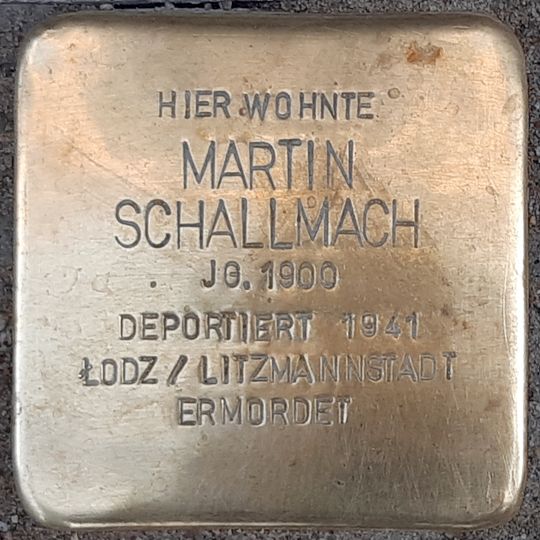 HIER WOHNTE
MARTIN
SCHALLMACH
JG. 1900
DEPORTIERT 1941
ŁODZ / LITZMANNSTADT
ERMORDET